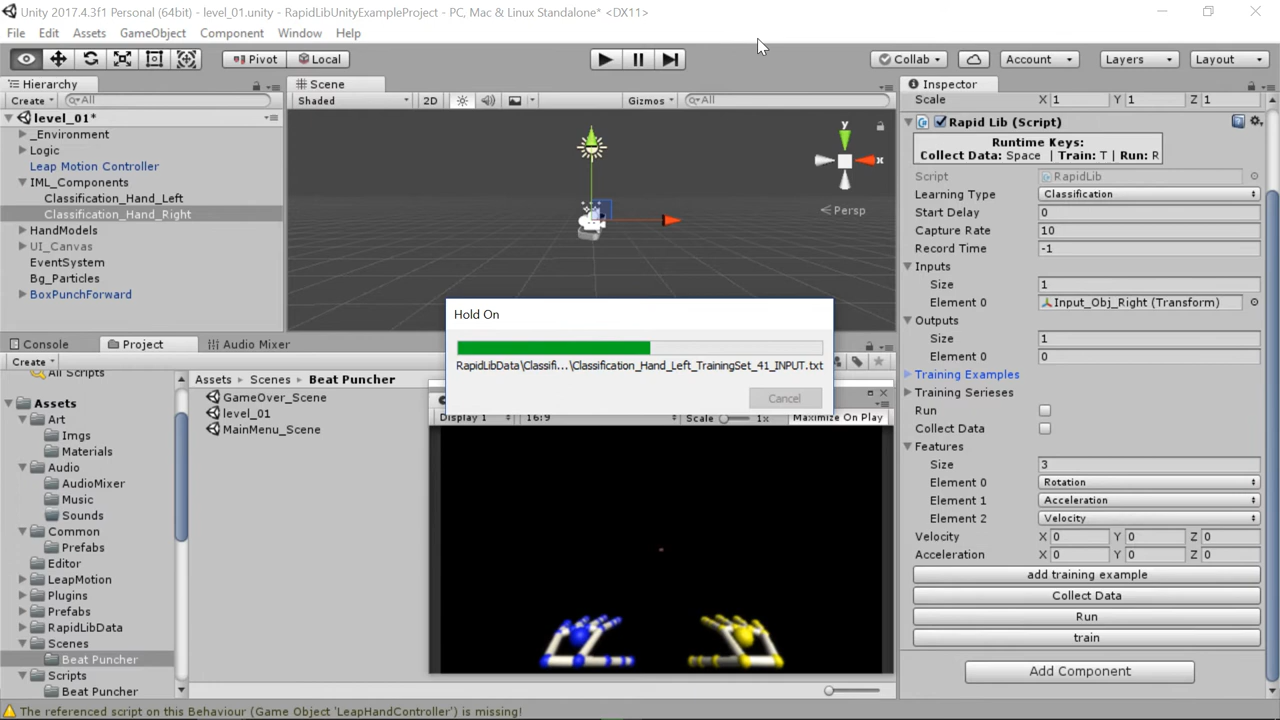 Unity 2017.4.3f1 Personal (64bit) - level_01.unity - RapidLibUnityExampleProject - PC, Mac & Linux Standalone* <DX11>
File Edit Assets GameObject Component Window Help
Pivot Local Collab Account Layers Layout
Hierarchy
Create All
level_01*
_Environment
Logic
Leap Motion Controller
IML_Components
Classification_Hand_Left
Classification_Hand_Right
HandModels
UI_Canvas
EventSystem
Bg_Particles
BoxPunchForward
Scene
Shaded 2D Gizmos All
y
x
Persp
Hold On
RapidLibData\Classifi...\Classification_Hand_Left_TrainingSet_41_INPUT.txt
Cancel
Console Project Audio Mixer
Create
All Scripts
Assets
Art
Imgs
Materials
Audio
AudioMixer
Music
Sounds
Common
Prefabs
Editor
LeapMotion
Plugins
Prefabs
RapidLibData
Scenes
Beat Puncher
Scripts
Beat Puncher
Assets Scenes Beat Puncher
GameOver_Scene
level_01
MainMenu_Scene
Display 1 16:9 Scale 1x Maximize On Play
Inspector
Scale X 1 Y 1 Z 1
Rapid Lib (Script)
Runtime Keys:
Collect Data: Space | Train: T | Run: R
Script RapidLib
Learning Type Classification
Start Delay 0
Capture Rate 10
Record Time -1
Inputs
Size 1
Element 0 Input_Obj_Right (Transform)
Outputs
Size 1
Element 0 0
Training Examples
Training Serieses
Run
Collect Data
Features
Size 3
Element 0 Rotation
Element 1 Acceleration
Element 2 Velocity
Velocity X 0 Y 0 Z 0
Acceleration X 0 Y 0 Z 0
add training example
Collect Data
Run
train
Add Component
The referenced script on this Behaviour (Game Object 'LeapHandController') is missing!